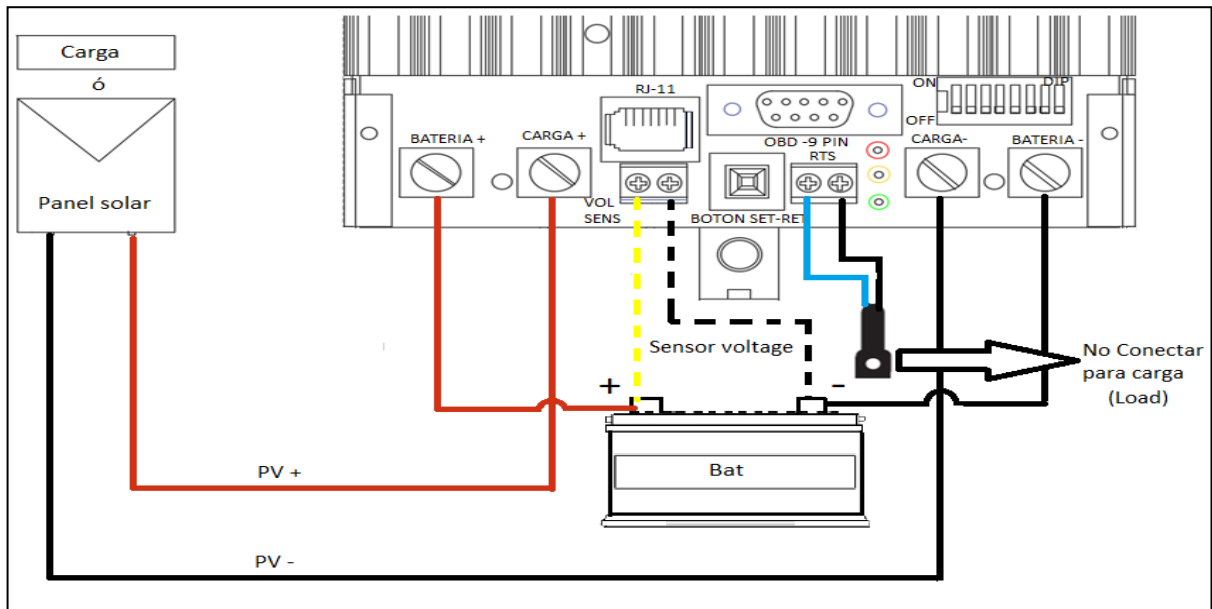 Carga
ó
Panel solar
RJ-11
ON
DIP
OFF
BATERIA +
CARGA +
OBD -9 PIN
RTS
CARGA-
BATERIA -
VOL
SENS
BOTON SET-RET
Sensor voltage
+
-
No Conectar
para carga
(Load)
Bat
PV +
PV -